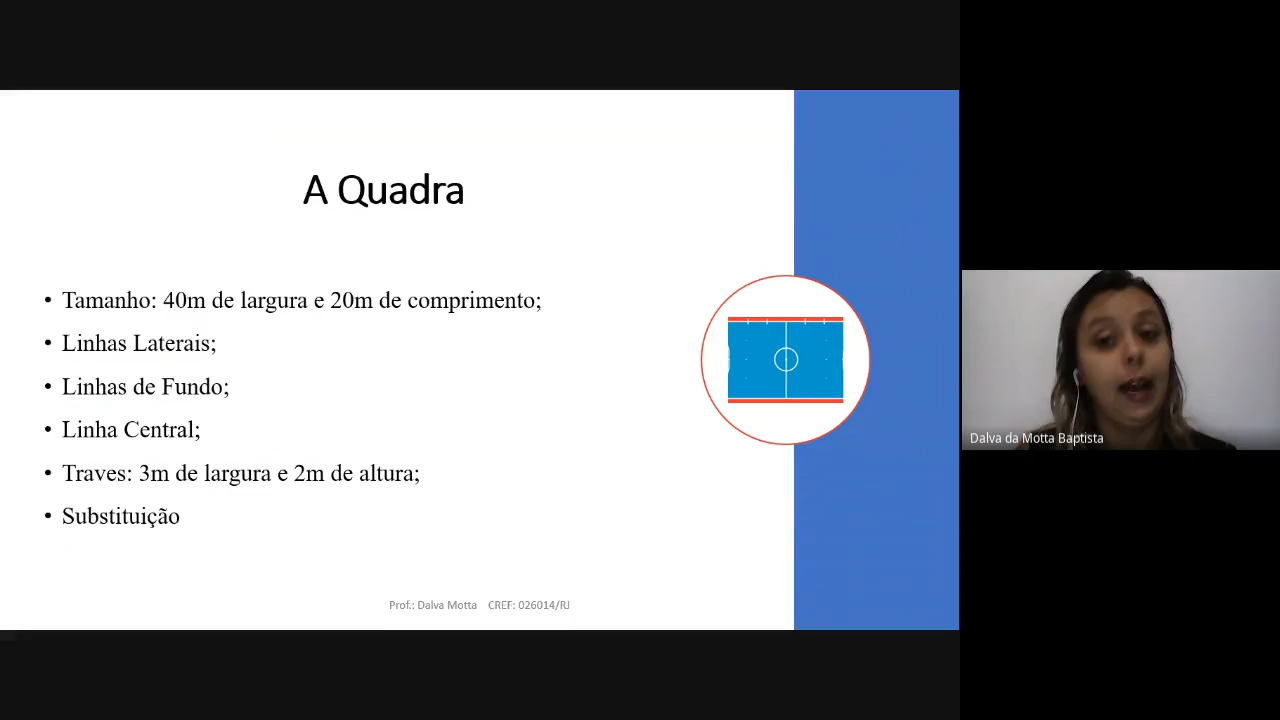 A Quadra
• Tamanho: 40m de largura e 20m de comprimento;
• Linhas Laterais;
• Linhas de Fundo;
• Linha Central;
• Traves: 3m de largura e 2m de altura;
• Substituição
Prof.: Dalva Motta CREF: 026014/RJ
Dalva da Motta Baptista